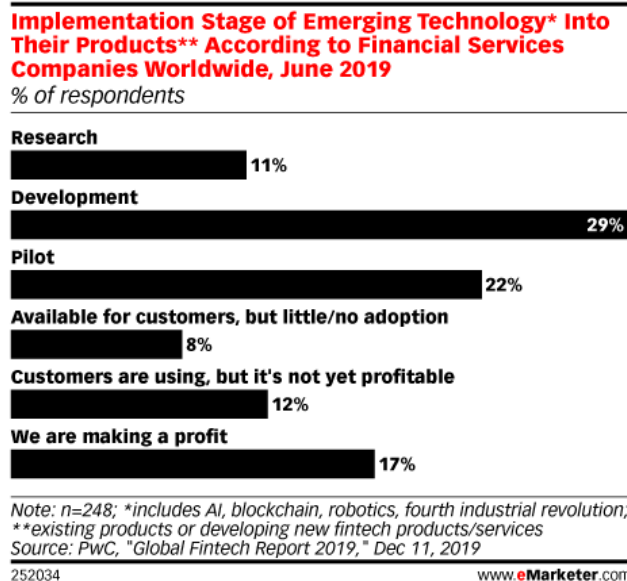 Implementation Stage of Emerging Technology* Into
Their Products** According to Financial Services
Companies Worldwide, June 2019
% of respondents
Research
11%
Development
29%
Pilot
22%
Available for customers, but little/no adoption
8%
Customers are using, but it's not yet profitable
12%
We are making a profit
17%
Note: n=248; *includes AI, blockchain, robotics, fourth industrial revolution;
**existing products or developing new fintech products/services
Source: PwC, "Global Fintech Report 2019," Dec 11, 2019
252034
www.eMarketer.com